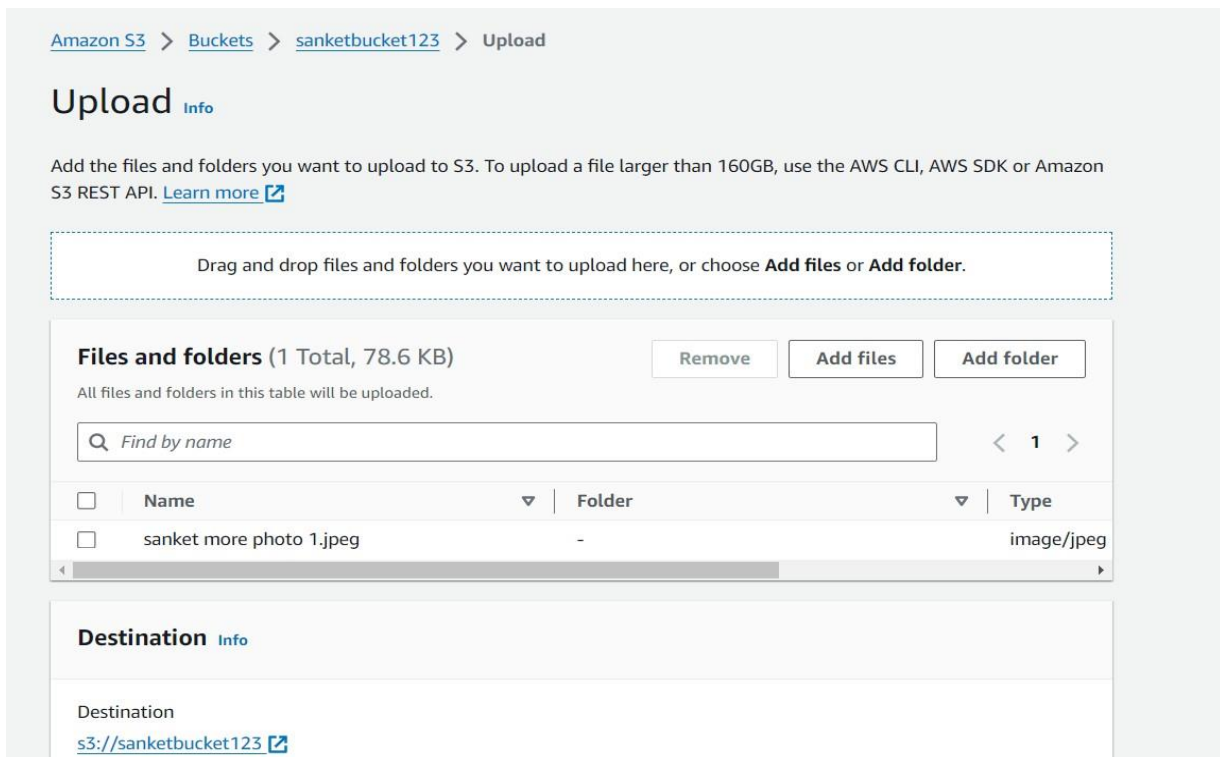 Amazon S3 > Buckets > sanketbucket123 > Upload
Upload Info
Add the files and folders you want to upload to S3. To upload a file larger than 160GB, use the AWS CLI, AWS SDK or Amazon
S3 REST API. Learn more
Drag and drop files and folders you want to upload here, or choose Add files or Add folder.
Files and folders (1 Total, 78.6 KB) Remove Add files Add folder
All files and folders in this table will be uploaded.
Find by name < 1 >
Name Folder Type
sanket more photo 1.jpeg - image/jpeg
Destination Info
Destination
s3://sanketbucket123